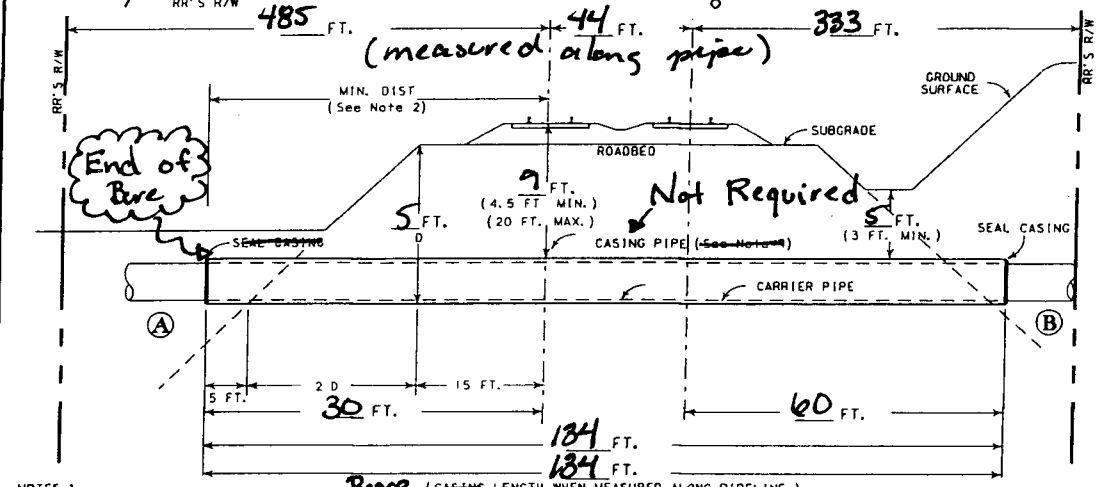 RR'S R/W
485 FT.
44 FT.
333 FT.
(measured along pipe)
RR'S R/W
RR'S R/W
MIN. DIST
(See Note 2)
GROUND
SURFACE
SUBGRADE
ROADBED
End of
Bore
9 FT.
(4.5 FT MIN.)
(20 FT. MAX.)
Not Required
5 FT.
D
5 FT.
(3 FT. MIN.)
SEAL CASING
CASING PIPE (See Note 4)
SEAL CASING
CARRIER PIPE
A
B
5 FT.
2 D
15 FT.
30 FT.
60 FT.
134 FT.
134 FT.
(CASING LENGTH WHEN MEASURED ALONG PIPELINE.)